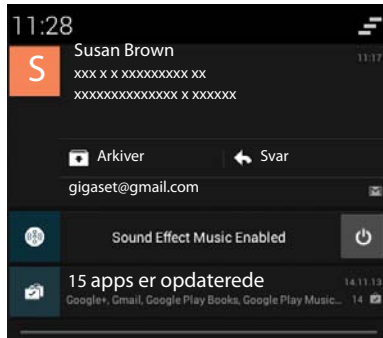 11:28
S
Susan Brown
11:17
xxx x x xxxxxxxxx xx
xxxxxxxxxxxxxx x xxxxxx
Arkiver
Svar
gigaset@gmail.com
Sound Effect Music Enabled
15 apps er opdaterede
14.11.13
Google+, Gmail, Google Play Books, Google Play Music...
14